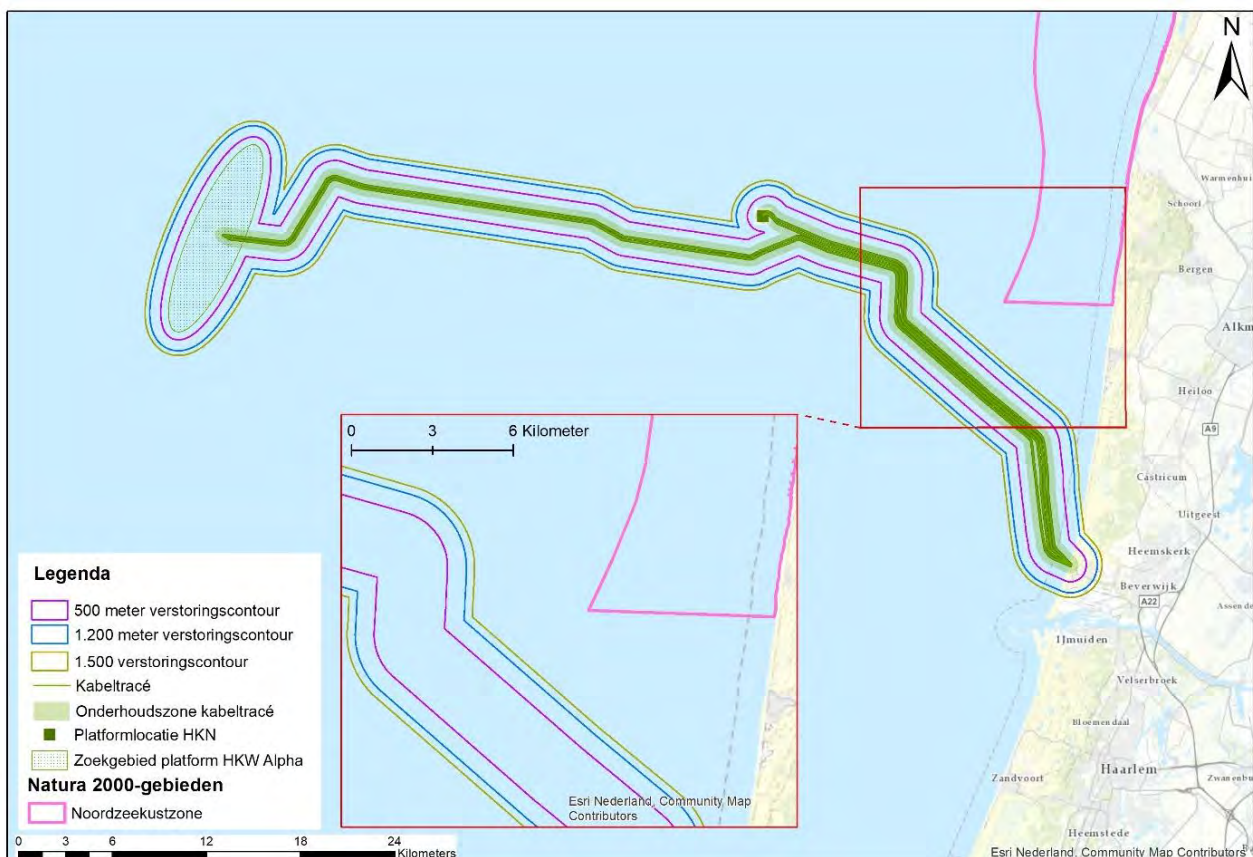 N
Warmenhui
Schoorl
Bergen
Alkm
Heiloo
A9
Castricum
Uitgeest
Heemskerk
Beverwijk
A22
Assende
IJmuiden
Velserbroek
Bloemendaal
Haarlem
Zwanenbu
Zandvoort
Heemstede
0 3 6 Kilometer
Esri Nederland, Community Map
Contributors
Legenda
500 meter verstoringscontour
1.200 meter verstoringscontour
1.500 verstoringscontour
Kabeltracé
Onderhoudszone kabeltracé
Platformlocatie HKN
Zoekgebied platform HKW Alpha
Natura 2000-gebieden
Noordzeekustzone
0 3 6 12 18 24
Kilometers
Esri Nederland, Community Map Contributors